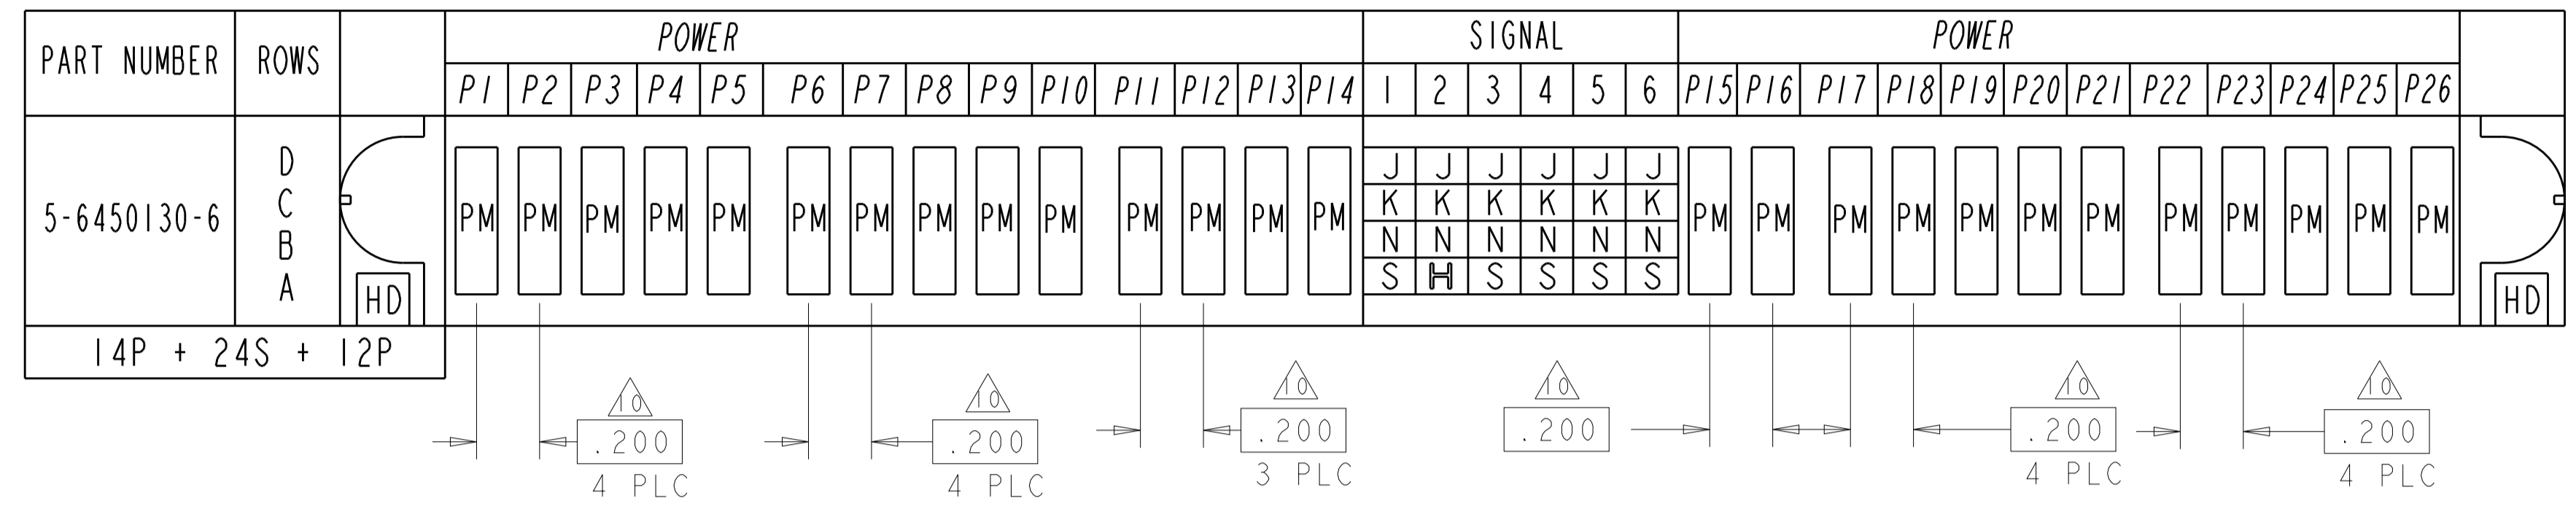 PART NUMBER ROWS POWER SIGNAL POWER
P1 P2 P3 P4 P5 P6 P7 P8 P9 P10 P11 P12 P13 P14 1 2 3 4 5 6 P15 P16 P17 P18 P19 P20 P21 P22 P23 P24 P25 P26
D J J J J J J
C K K K K K K
5-6450130-6 PM PM PM PM PM PM PM PM PM PM PM PM PM PM PM PM PM PM PM PM PM PM PM PM PM PM
B N N N N N N
A S H S S S S
HD HD
14P + 24S + 12P
10 10 10 10 10 10
.200 .200 .200 .200 .200 .200
4 PLC 4 PLC 3 PLC 4 PLC 4 PLC